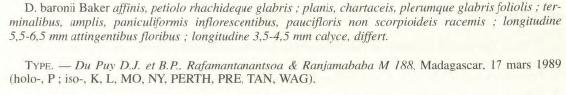 D. baronii Baker affinis, petiolo rhachideque glabris ; planis, chartaceis, plerumque glabris foliolis ; ter-
minalibus, amplis, paniculiformis inflorescentibus, paucifloris non scorpioideis racemis ; longitudine
5,5-6,5 mm attingentibus floribus ; longitudine 3,5-4,5 mm calyce, differt.
TYPE. — Du Puy D.J. et B.P., Rafamantanantsoa & Ranjamababa M 188, Madagascar, 17 mars 1989
(holo-, P ; iso-, K, L, MO, NY, PERTH, PRE, TAN, WAG).